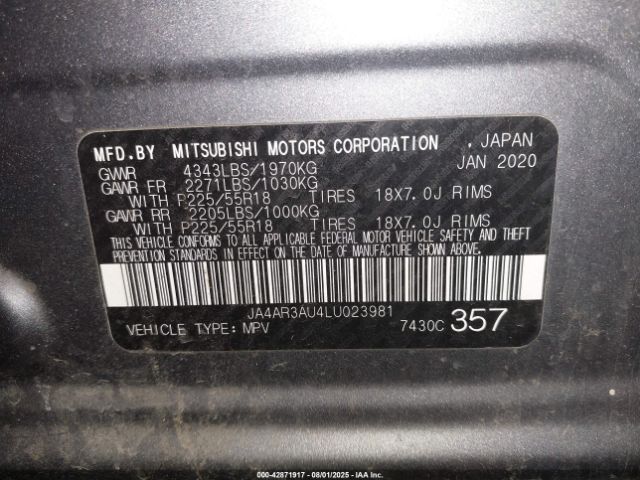 MFD.BY MITSUBISHI MOTORS CORPORATION , JAPAN
GVWR 4343LBS/1970KG JAN 2020
GAWR FR 2271LBS/1030KG
WITH P225/55R18 TIRES 18X7.0J RIMS
GAWR RR 2205LBS/1000KG
WITH P225/55R18 TIRES 18X7.0J RIMS
THIS VEHICLE CONFORMS TO ALL APPLICABLE FEDERAL MOTOR VEHICLE SAFETY AND THEFT
PREVENTION STANDARDS IN EFFECT ON THE DATE OF MANUFACTURE SHOWN ABOVE.
JA4AR3AU4LU023981
VEHICLE TYPE: MPV 7430C 357
000-42871917 - 08/01/2025 - IAA Inc.